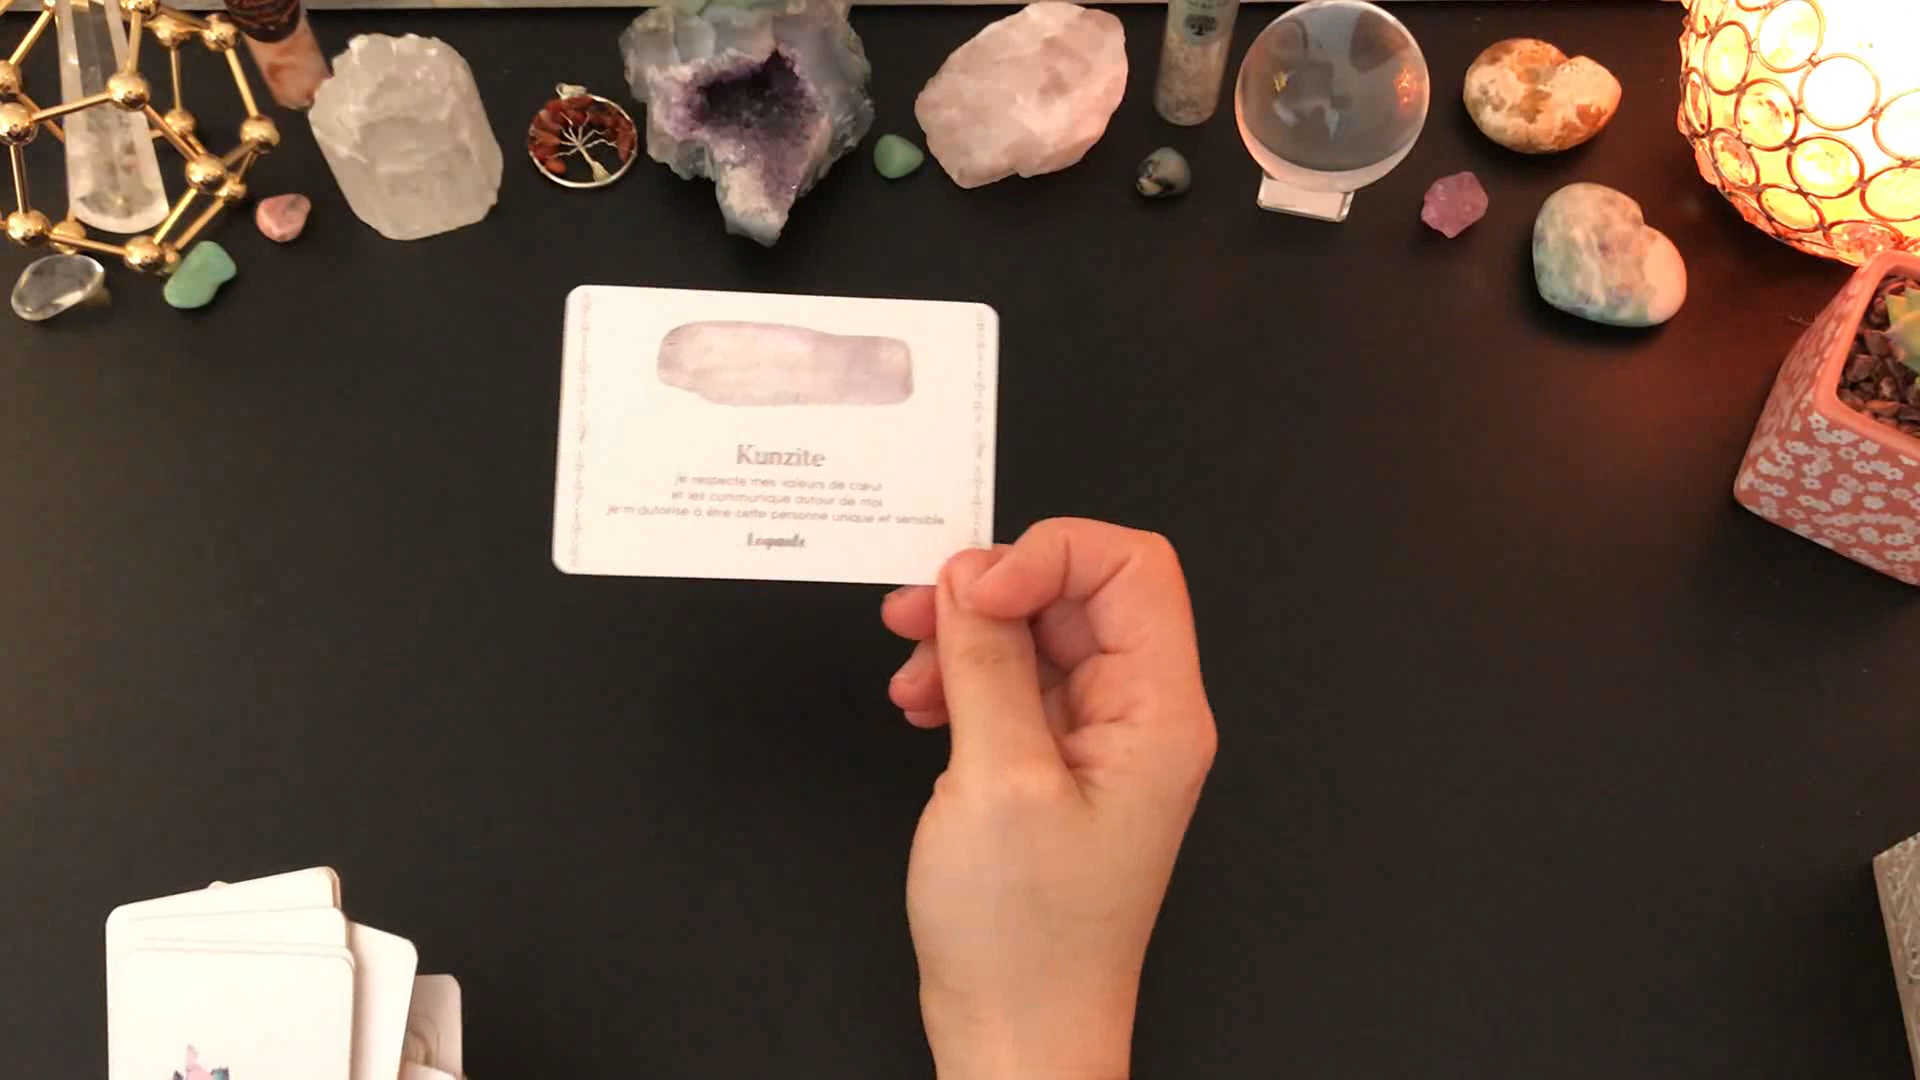 Kunzite
Je respecte mes valeurs de cœur
et les communique autour de moi
Je m'autorise à être cette personne unique et sensible